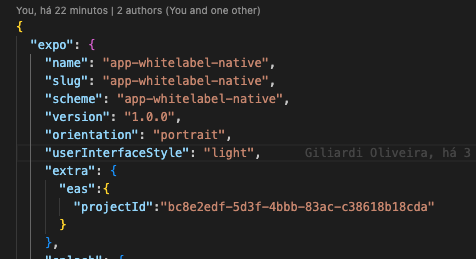 You, há 22 minutos | 2 authors (You and one other)
{
"expo": {
"name": "app-whitelabel-native",
"slug": "app-whitelabel-native",
"scheme": "app-whitelabel-native",
"version": "1.0.0",
"orientation": "portrait",
"userInterfaceStyle": "light", Giliardi Oliveira, há 3
"extra": {
"eas":{
"projectId":"bc8e2edf-5d3f-4bbb-83ac-c38618b18cda"
}
},
"splash": {